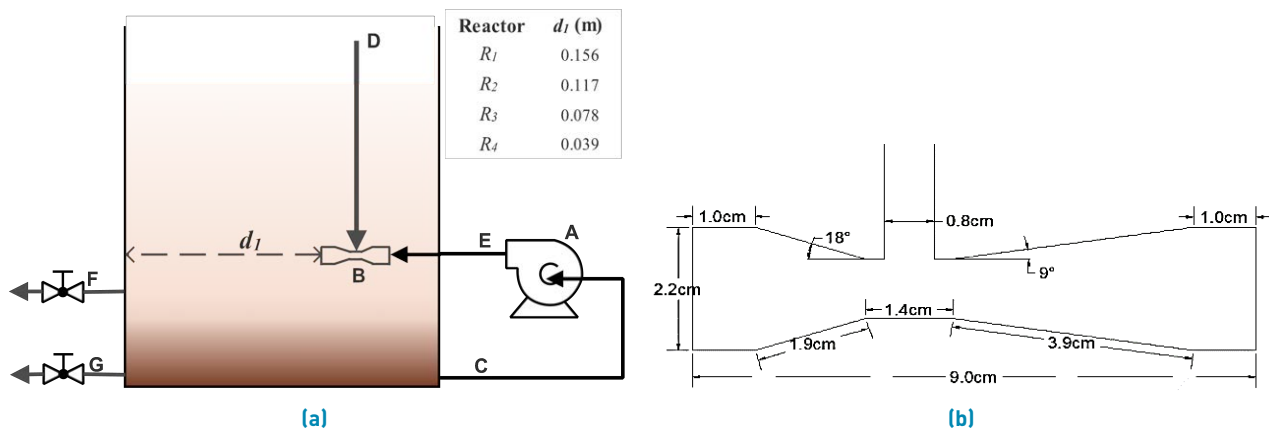 D
Reactor d₁ (m)
R₁ 0.156
R₂ 0.117
R₃ 0.078
R₄ 0.039
d₁
B
E
A
F
G
C
(a)
1.0cm
0.8cm
1.0cm
18°
9°
2.2cm
1.4cm
1.9cm
3.9cm
9.0cm
(b)